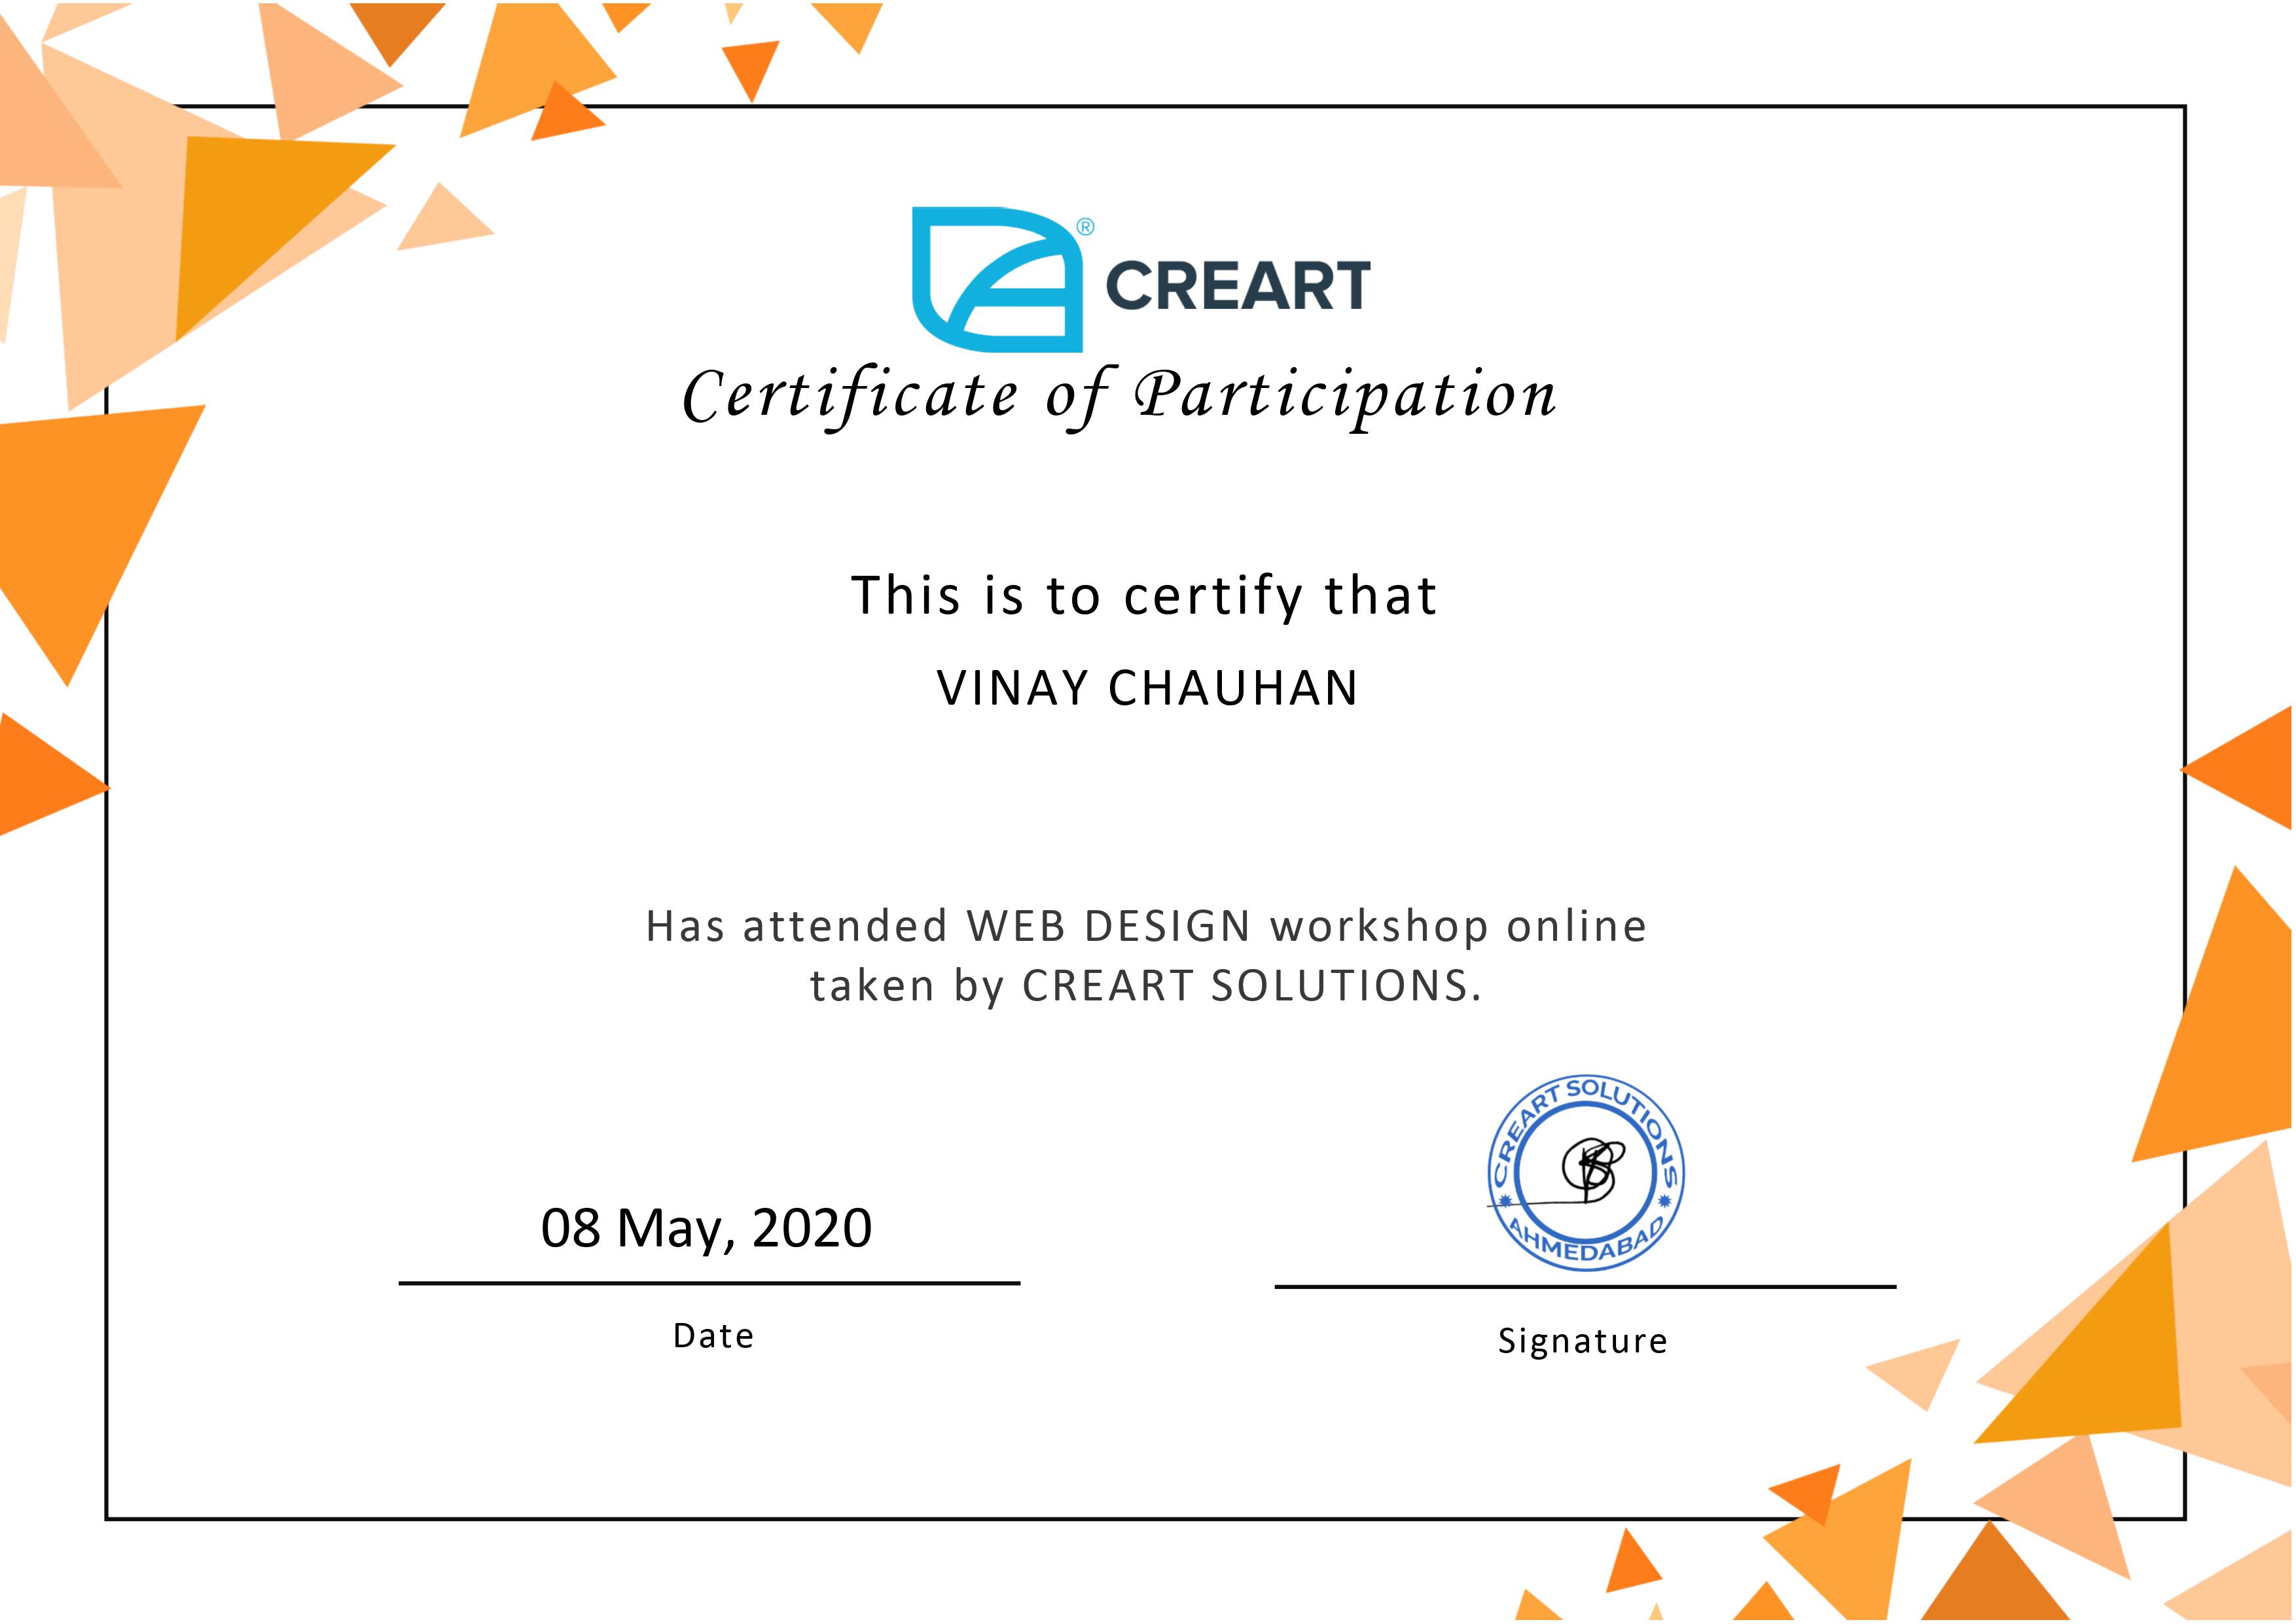 ®
CREART
Certificate of Participation
This is to certify that
VINAY CHAUHAN
Has attended WEB DESIGN workshop online
taken by CREART SOLUTIONS.
CREART SOLUTIONS
AHMEDABAD
08 May, 2020
Date
Signature